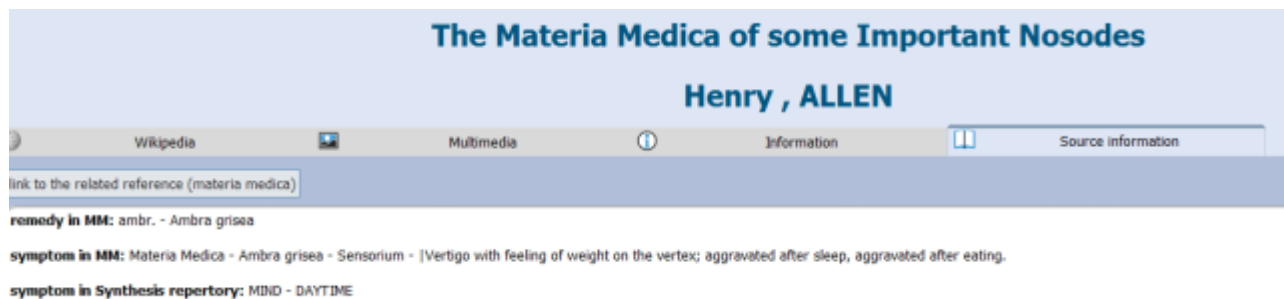 The Materia Medica of some Important Nosodes
Henry , ALLEN
Wikipedia Multimedia Information Source information
link to the related reference (materia medica)
remedy in MM: ambr. - Ambra grisea
symptom in MM: Materia Medica - Ambra grisea - Sensorium - |Vertigo with feeling of weight on the vertex; aggravated after sleep, aggravated after eating.
symptom in Synthesis repertory: MIND - DAYTIME